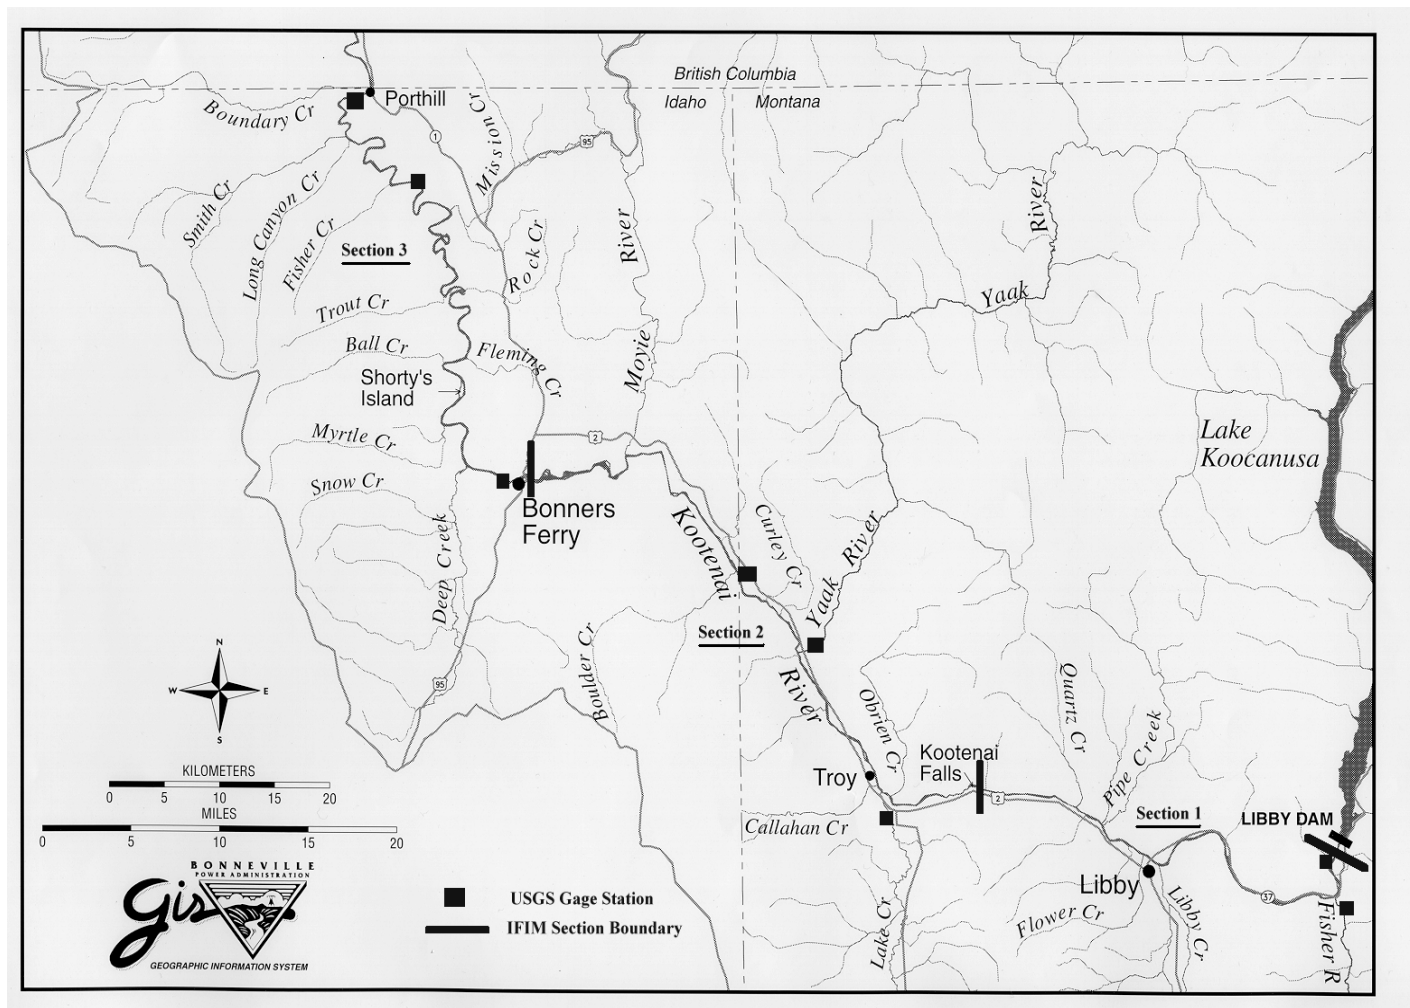 British Columbia
Idaho
Montana
Porthill
Boundary Cr
1
Mission Cr
95
Smith Cr
Long Canyon Cr
Fisher Cr
Section 3
Rock Cr
River
River
Yaak
Trout Cr
Ball Cr
Fleming Cr
Moyie
Shorty's
Island
Myrtle Cr
2
Lake
Koocanusa
Snow Cr
Bonners
Ferry
Kootenai
Curley Cr
River
Yaak
Deep Creek
Section 2
Boulder Cr
River
Obrien Cr
Quartz Cr
Pipe Creek
N
W
E
S
95
Kootenai
Falls
Troy
2
KILOMETERS
0 5 10 15 20
MILES
0 5 10 15 20
Callahan Cr
Section 1
LIBBY DAM
Libby
37
Flower Cr
Libby Cr
Lake Cr
Fisher R
BONNEVILLE
POWER ADMINISTRATION
Gis
GEOGRAPHIC INFORMATION SYSTEM
USGS Gage Station
IFIM Section Boundary